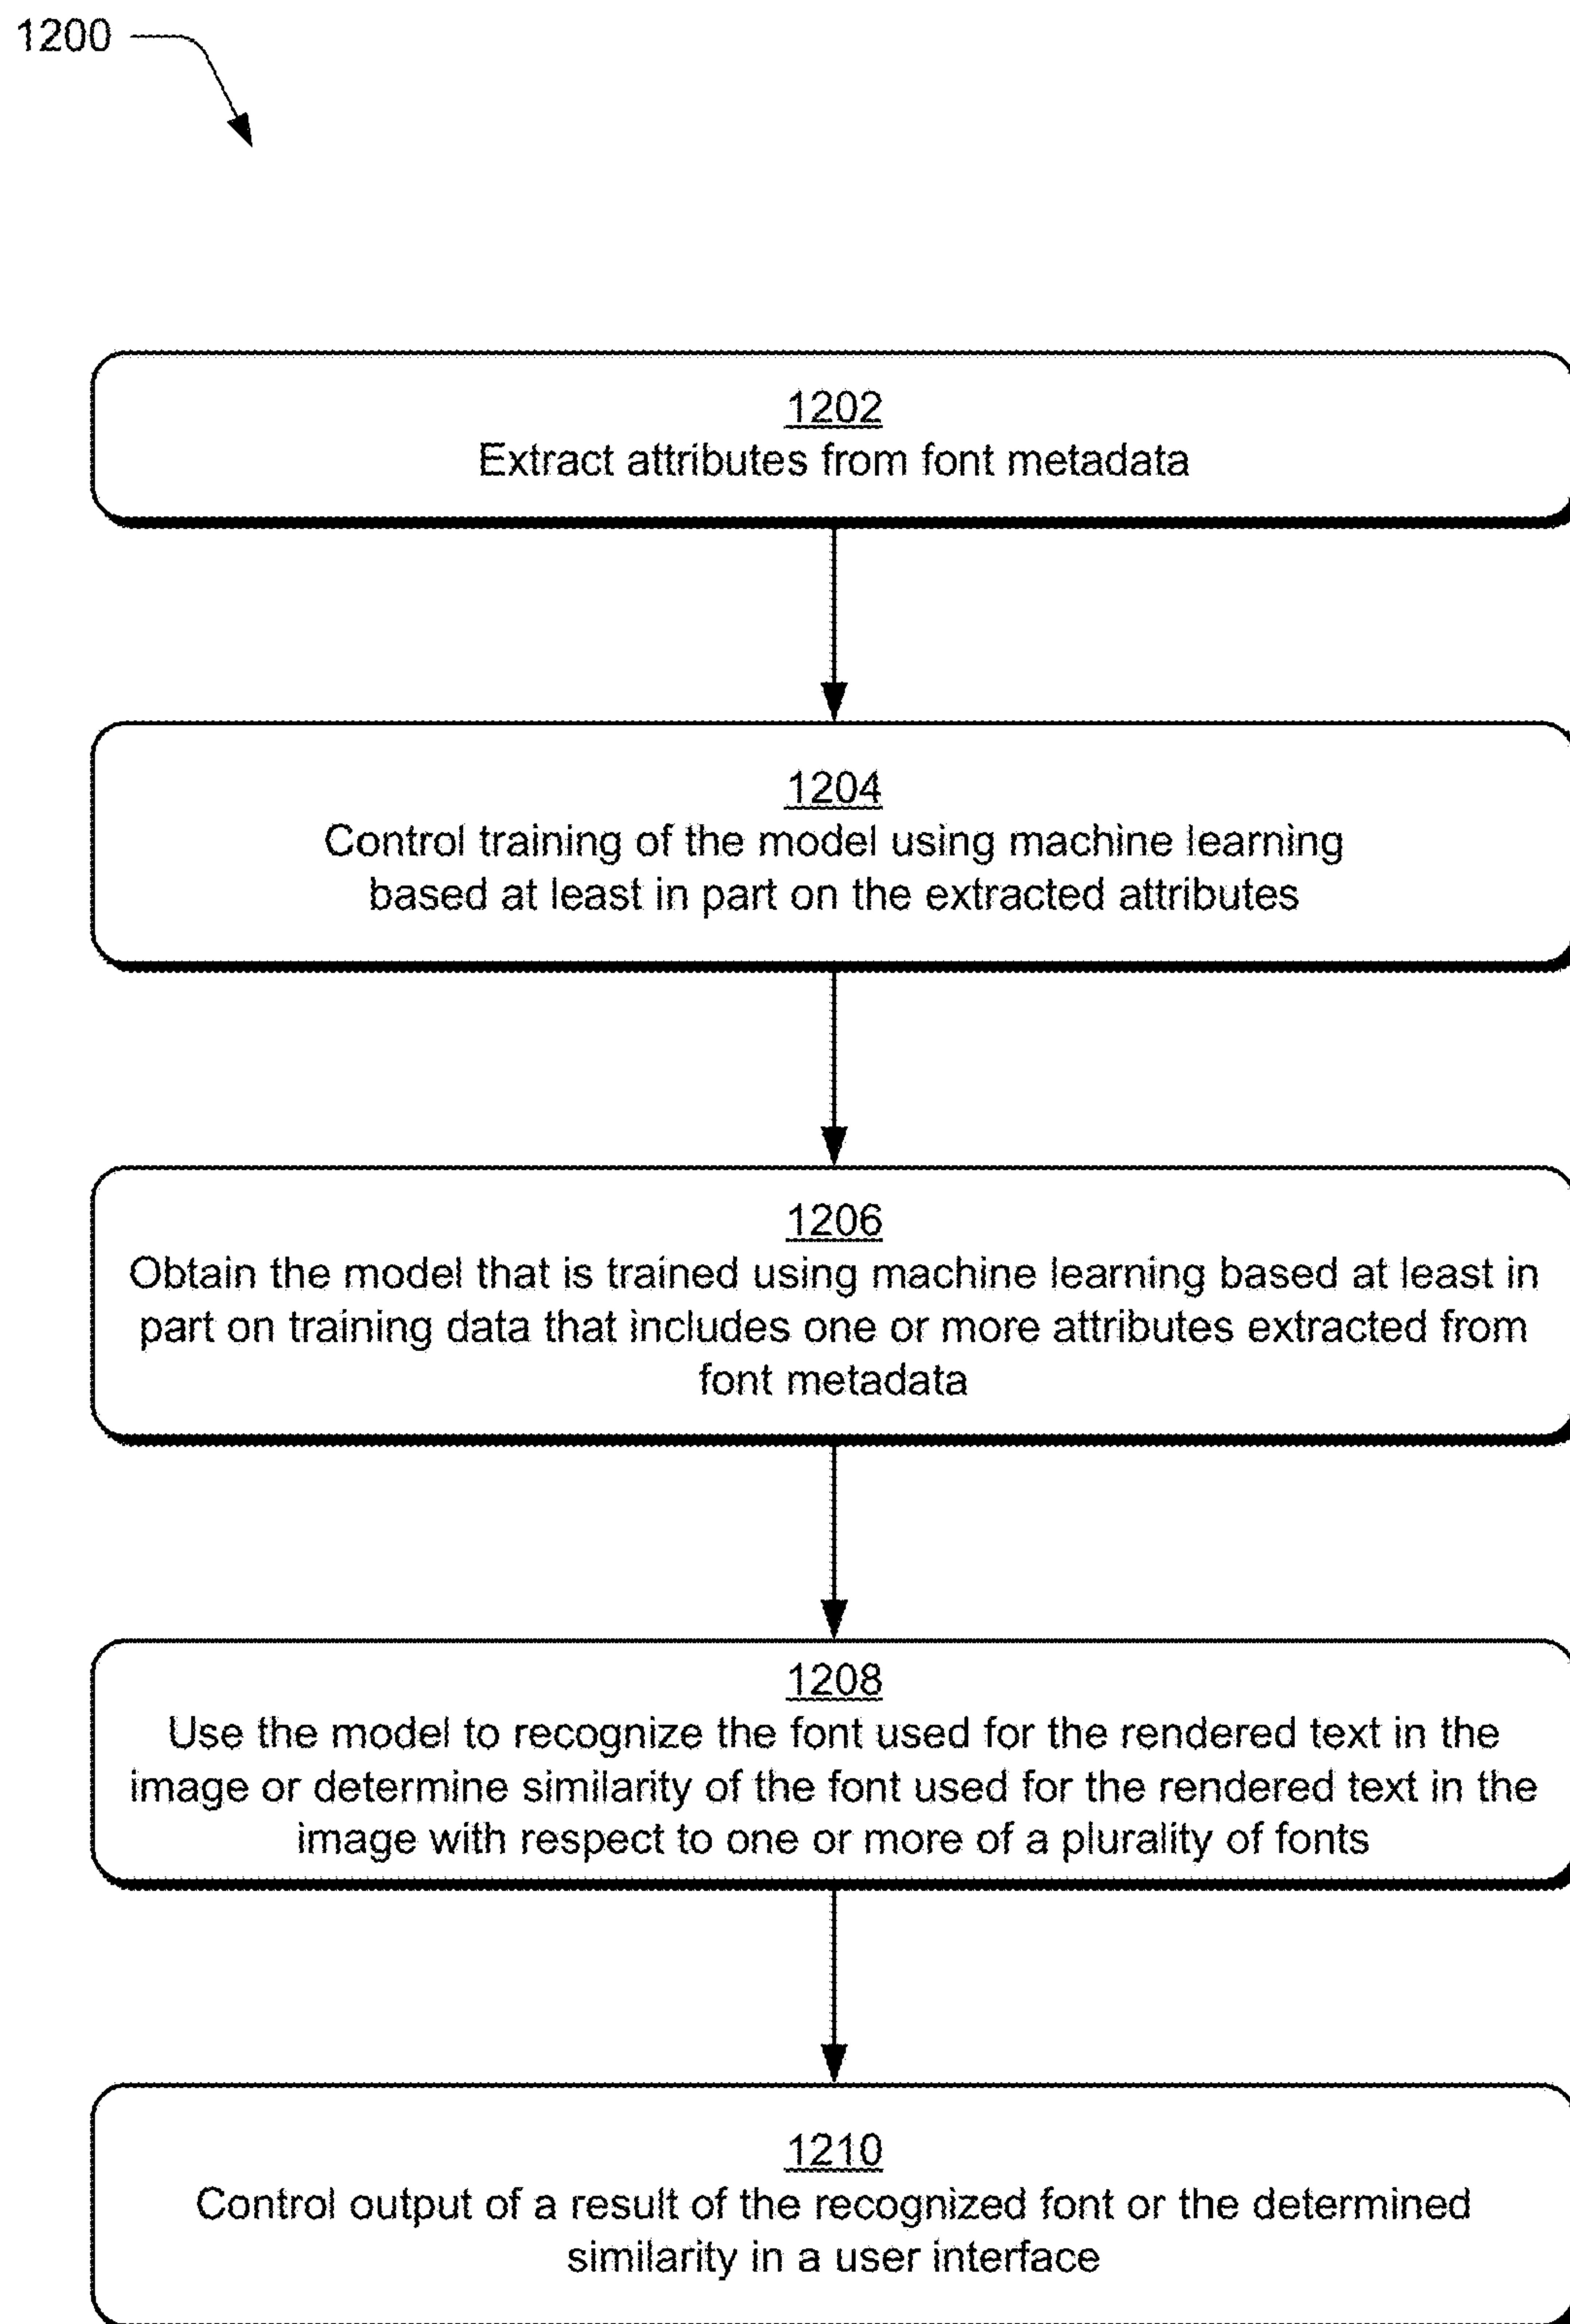 1200
1202
Extract attributes from font metadata
1204
Control training of the model using machine learning
based at least in part on the extracted attributes
1206
Obtain the model that is trained using machine learning based at least in
part on training data that includes one or more attributes extracted from
font metadata
1208
Use the model to recognize the font used for the rendered text in the
image or determine similarity of the font used for the rendered text in the
image with respect to one or more of a plurality of fonts
1210
Control output of a result of the recognized font or the determined
similarity in a user interface